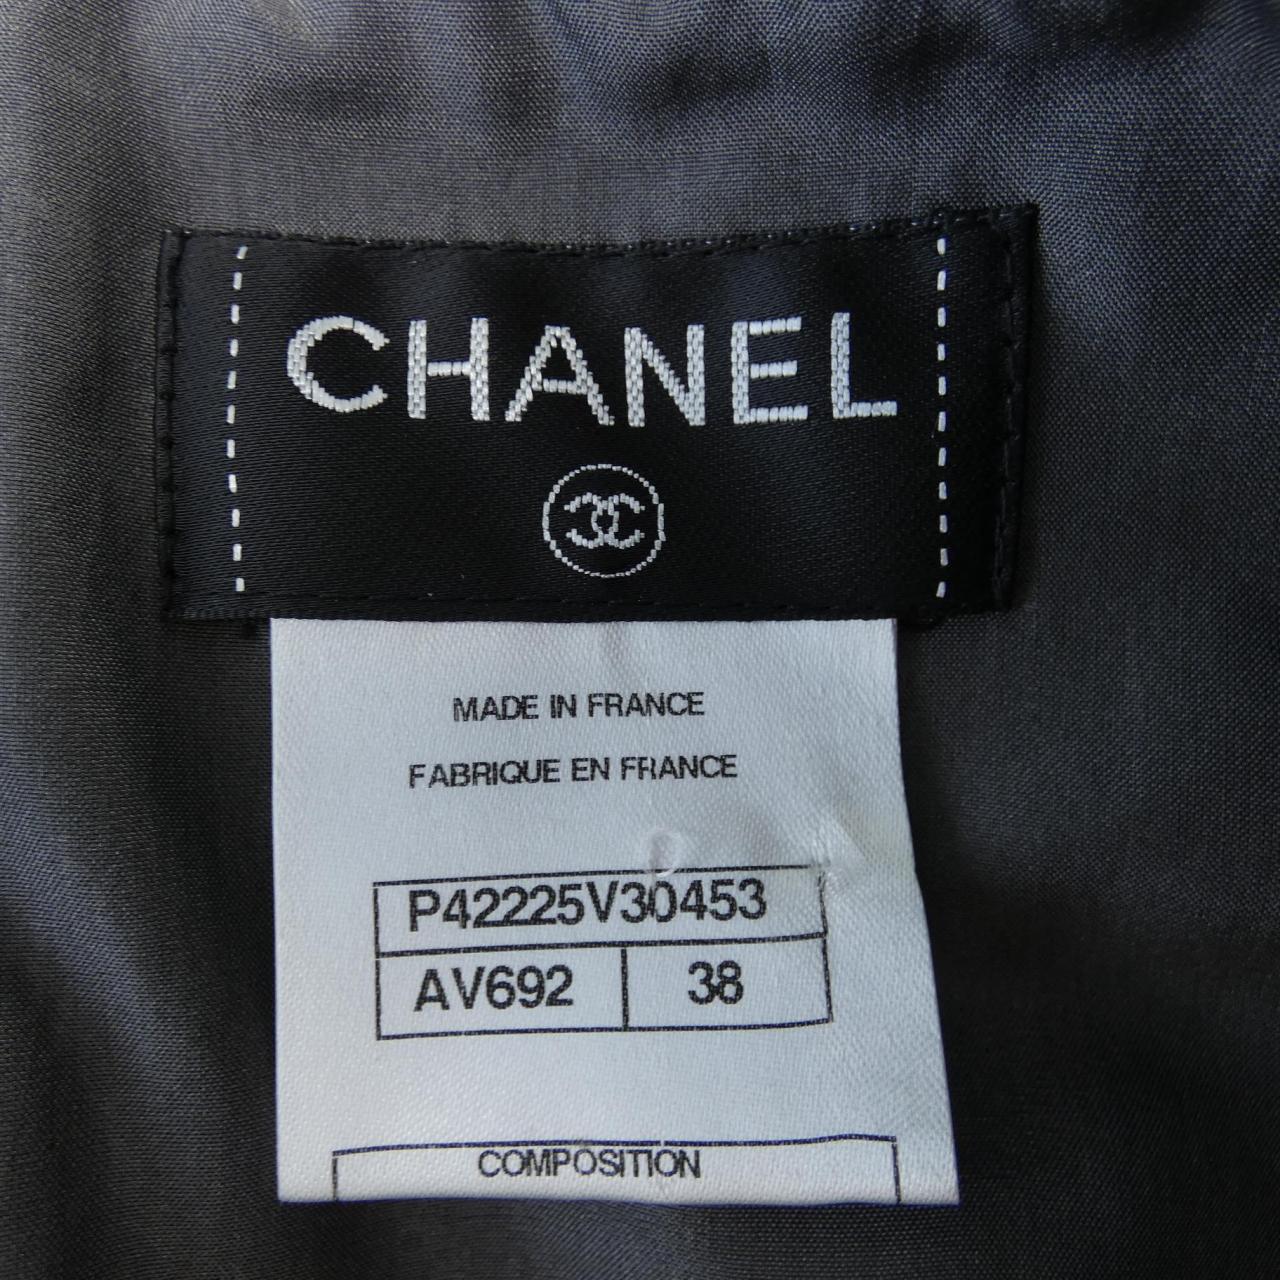 CHANEL
MADE IN FRANCE
FABRIQUE EN FRANCE
P42225V30453
AV692 38
COMPOSITION